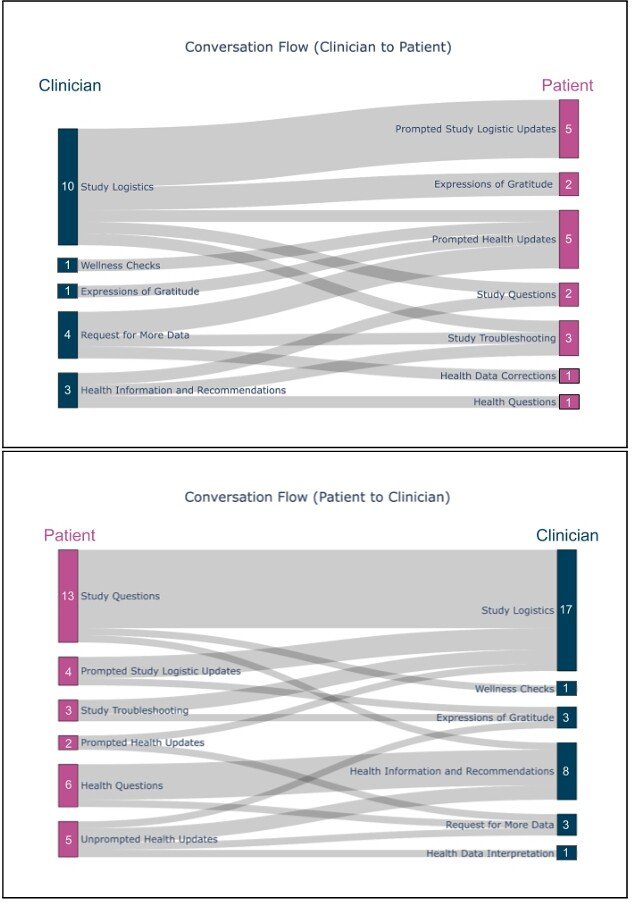 Conversation Flow (Clinician to Patient)
Clinician
Patient
10 Study Logistics
1 Wellness Checks
1 Expressions of Gratitude
4 Request for More Data
3 Health Information and Recommendations
Prompted Study Logistic Updates 5
Expressions of Gratitude 2
Prompted Health Updates 5
Study Questions 2
Study Troubleshooting 3
Health Data Corrections 1
Health Questions 1
Conversation Flow (Patient to Clinician)
Patient
Clinician
13 Study Questions
4 Prompted Study Logistic Updates
3 Study Troubleshooting
2 Prompted Health Updates
6 Health Questions
5 Unprompted Health Updates
Study Logistics 17
Wellness Checks 1
Expressions of Gratitude 3
Health Information and Recommendations 8
Request for More Data 3
Health Data Interpretation 1